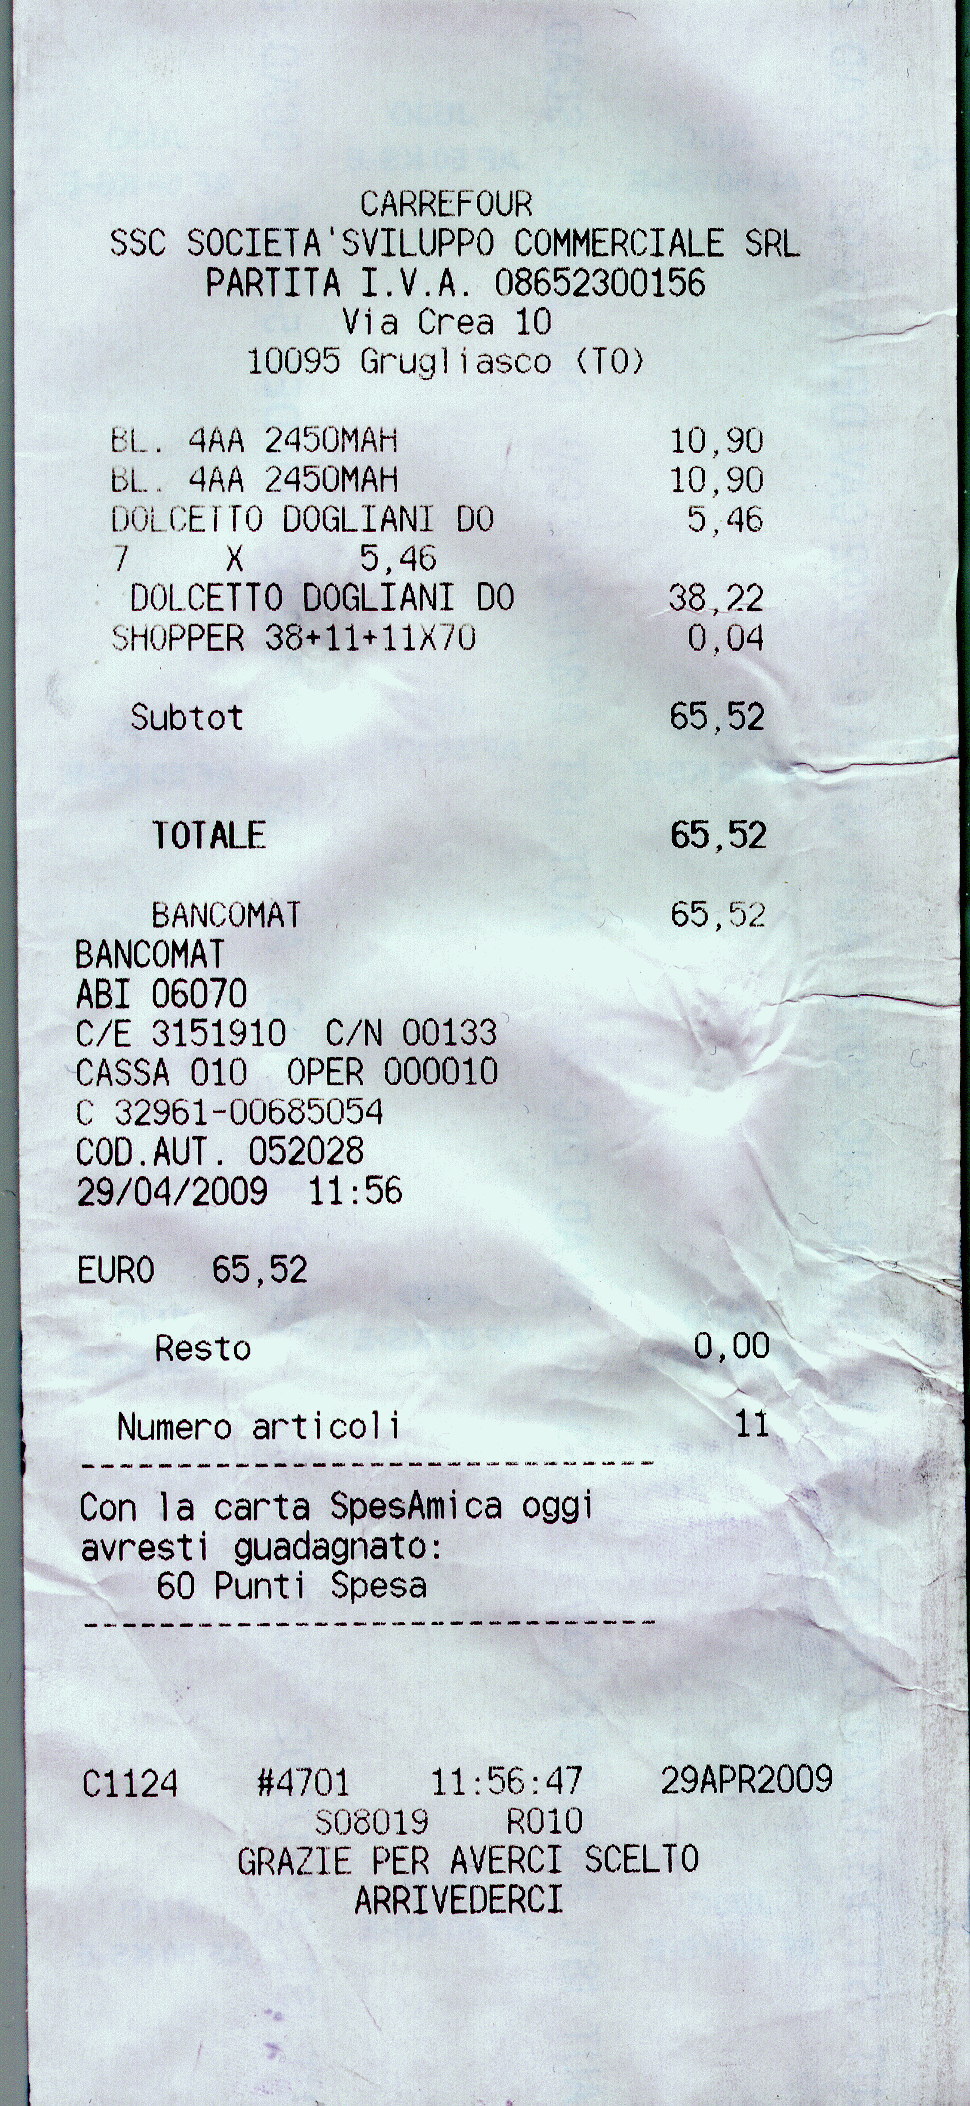 CARREFOUR
SSC SOCIETA'SVILUPPO COMMERCIALE SRL
PARTITA I.V.A. 08652300156
Via Crea 10
10095 Grugliasco (TO)
BL. 4AA 2450MAH 10,90
BL. 4AA 2450MAH 10,90
DOLCETTO DOGLIANI DO 5,46
7 X 5,46
DOLCETTO DOGLIANI DO 38,22
SHOPPER 38+11+11X70 0,04
Subtot 65,52
TOTALE 65,52
BANCOMAT 65,52
BANCOMAT
ABI 06070
C/E 3151910 C/N 00133
CASSA 010 OPER 000010
C 32961-00685054
COD.AUT. 052028
29/04/2009 11:56
EURO 65,52
Resto 0,00
Numero articoli 11
------------------------------
Con la carta SpesAmica oggi
avresti guadagnato:
60 Punti Spesa
------------------------------
C1124 #4701 11:56:47 29APR2009
S08019 R010
GRAZIE PER AVERCI SCELTO
ARRIVEDERCI